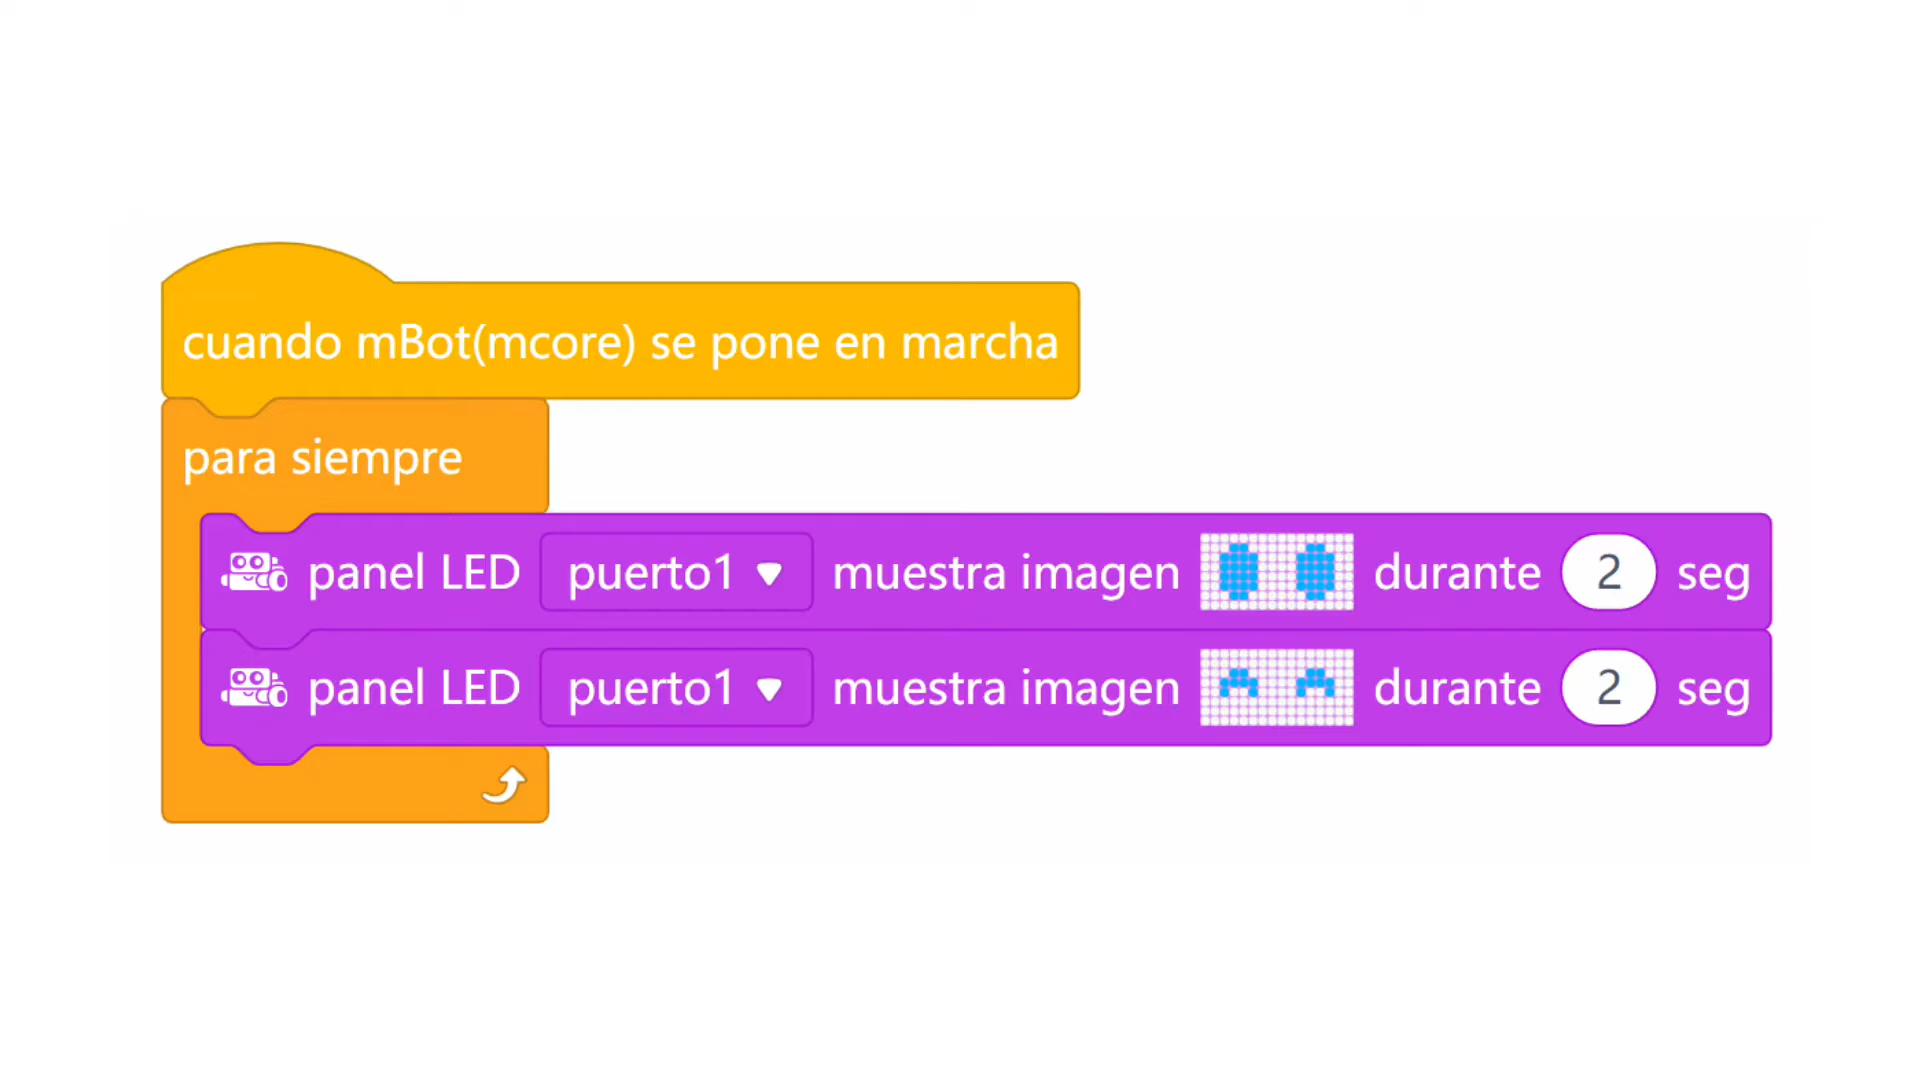 cuando mBot(mcore) se pone en marcha
para siempre
panel LED puerto1 muestra imagen durante 2 seg
panel LED puerto1 muestra imagen durante 2 seg